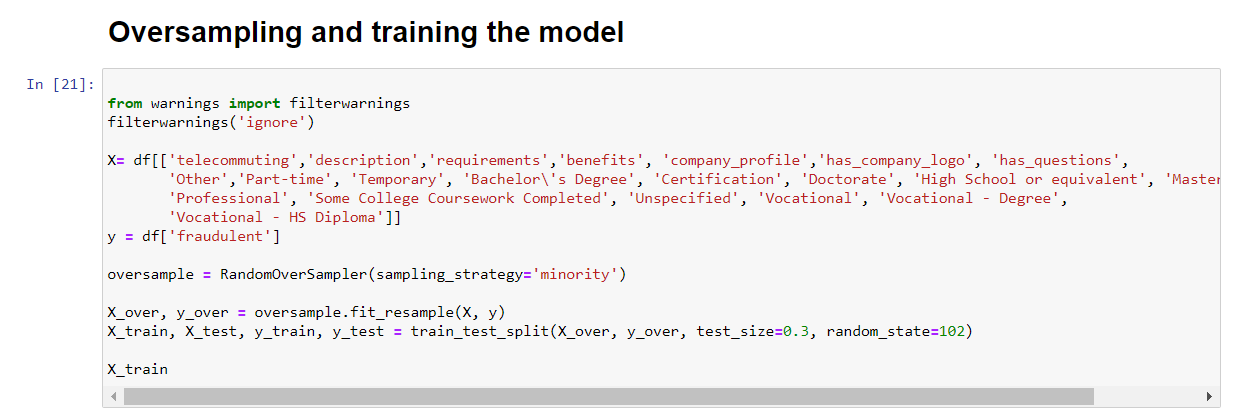 Oversampling and training the model
In [21]:
from warnings import filterwarnings
filterwarnings('ignore')
X= df[['telecommuting','description','requirements','benefits', 'company_profile','has_company_logo', 'has_questions',
'Other','Part-time', 'Temporary', 'Bachelor\'s Degree', 'Certification', 'Doctorate', 'High School or equivalent', 'Master
'Professional', 'Some College Coursework Completed', 'Unspecified', 'Vocational', 'Vocational - Degree',
'Vocational - HS Diploma']]
y = df['fraudulent']
oversample = RandomOverSampler(sampling_strategy='minority')
X_over, y_over = oversample.fit_resample(X, y)
X_train, X_test, y_train, y_test = train_test_split(X_over, y_over, test_size=0.3, random_state=102)
X_train